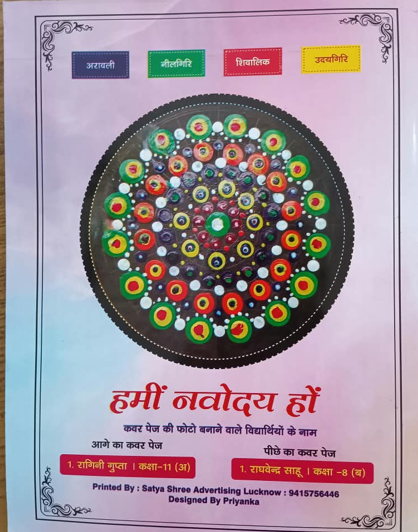 अरावली नीलगिरि शिवालिक उदयगिरि
हमीं नवोदय हों
कवर पेज की फोटो बनाने वाले विद्यार्थियों के नाम
आगे का कवर पेज पीछे का कवर पेज
1. रागिनी गुप्ता । कक्षा-11 (अ) 1. राघवेन्द्र साहू । कक्षा -8 (ब)
Printed By : Satya Shree Advertising Lucknow : 9415756446
Designed By Priyanka